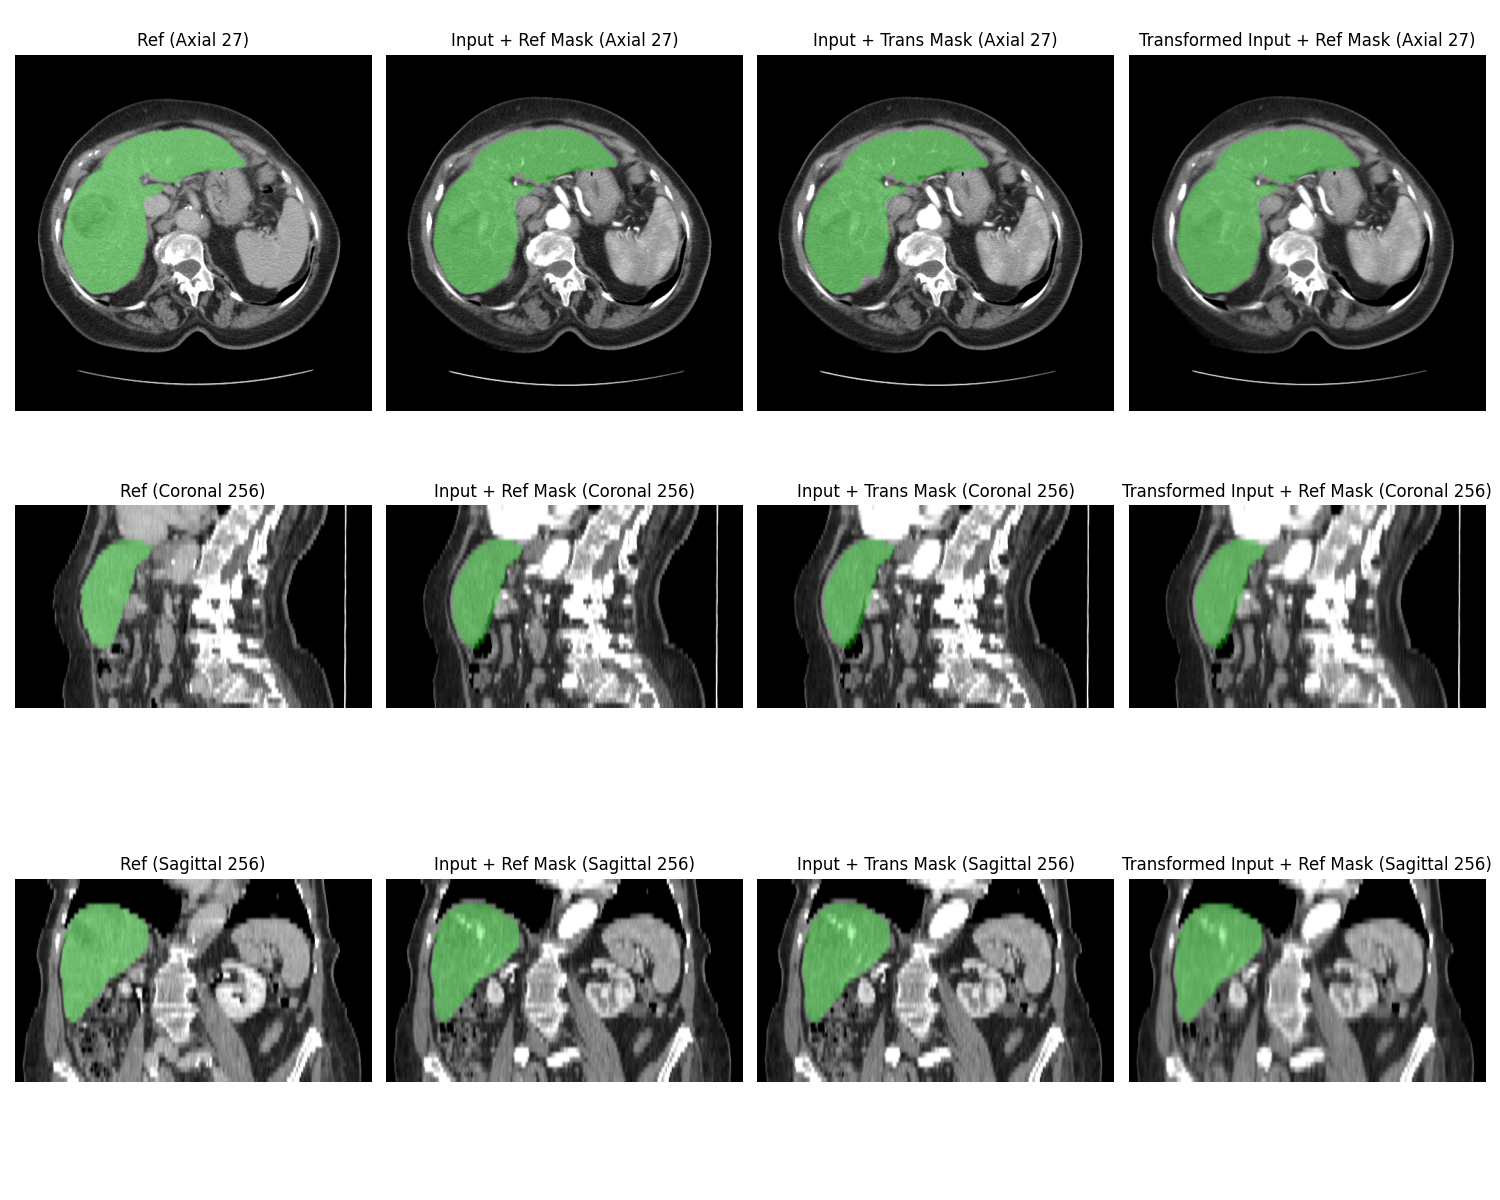 Ref (Axial 27)
Input + Ref Mask (Axial 27)
Input + Trans Mask (Axial 27)
Transformed Input + Ref Mask (Axial 27)
Ref (Coronal 256)
Input + Ref Mask (Coronal 256)
Input + Trans Mask (Coronal 256)
Transformed Input + Ref Mask (Coronal 256)
Ref (Sagittal 256)
Input + Ref Mask (Sagittal 256)
Input + Trans Mask (Sagittal 256)
Transformed Input + Ref Mask (Sagittal 256)